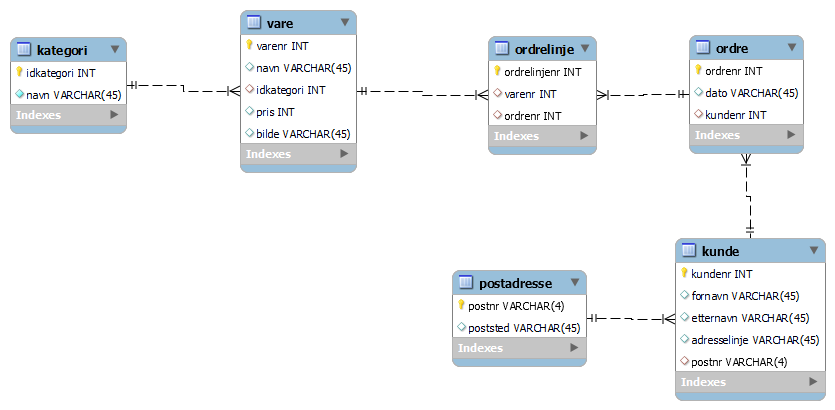 kategori
idkategori INT
navn VARCHAR(45)
Indexes
vare
varenr INT
navn VARCHAR(45)
idkategori INT
pris INT
bilde VARCHAR(45)
Indexes
ordrelinje
ordrelinjenr INT
varenr INT
ordrenr INT
Indexes
ordre
ordrenr INT
dato VARCHAR(45)
kundenr INT
Indexes
postadresse
postnr VARCHAR(4)
poststed VARCHAR(45)
Indexes
kunde
kundenr INT
fornavn VARCHAR(45)
etternavn VARCHAR(45)
adresselinje VARCHAR(45)
postnr VARCHAR(4)
Indexes